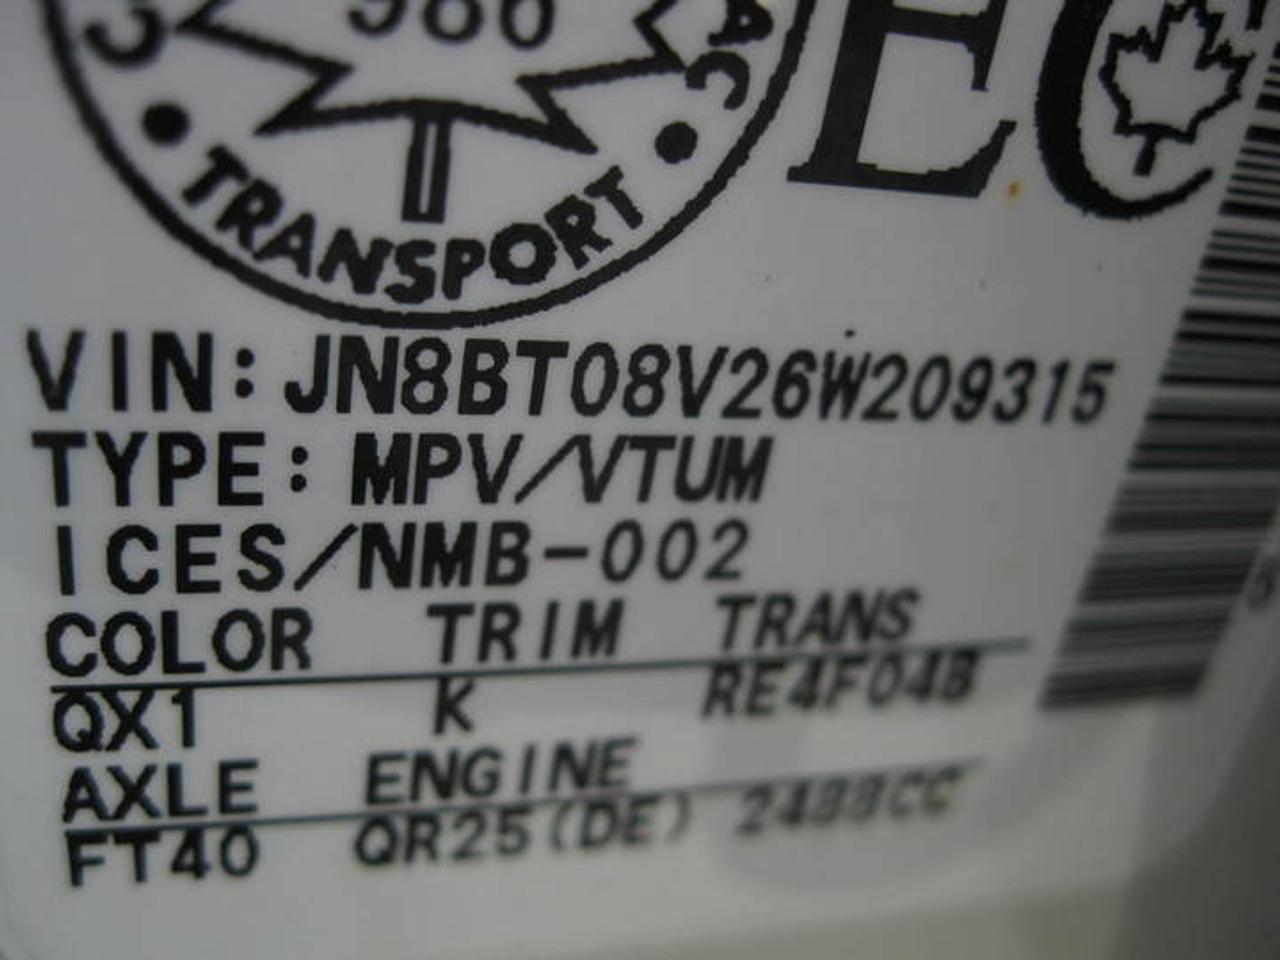 986
TRANSPORT
EC
VIN: JN8BT08V26W209315
TYPE: MPV/VTUM
ICES/NMB-002
COLOR TRIM TRANS
QX1 K RE4F04B
AXLE ENGINE
FT40 QR25(DE) 2488CC